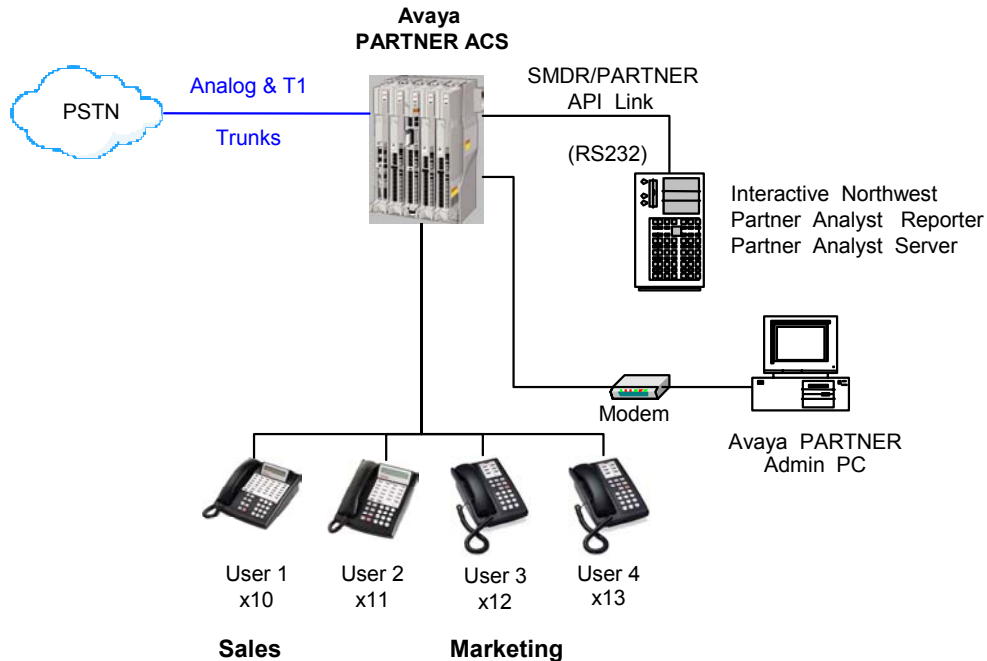 Avaya
PARTNER ACS
Analog & T1
Trunks
PSTN
SMDR/PARTNER
API Link
(RS232)
Interactive Northwest
Partner Analyst Reporter
Partner Analyst Server
Modem
Avaya PARTNER
Admin PC
User 1
x10
User 2
x11
User 3
x12
User 4
x13
Sales
Marketing